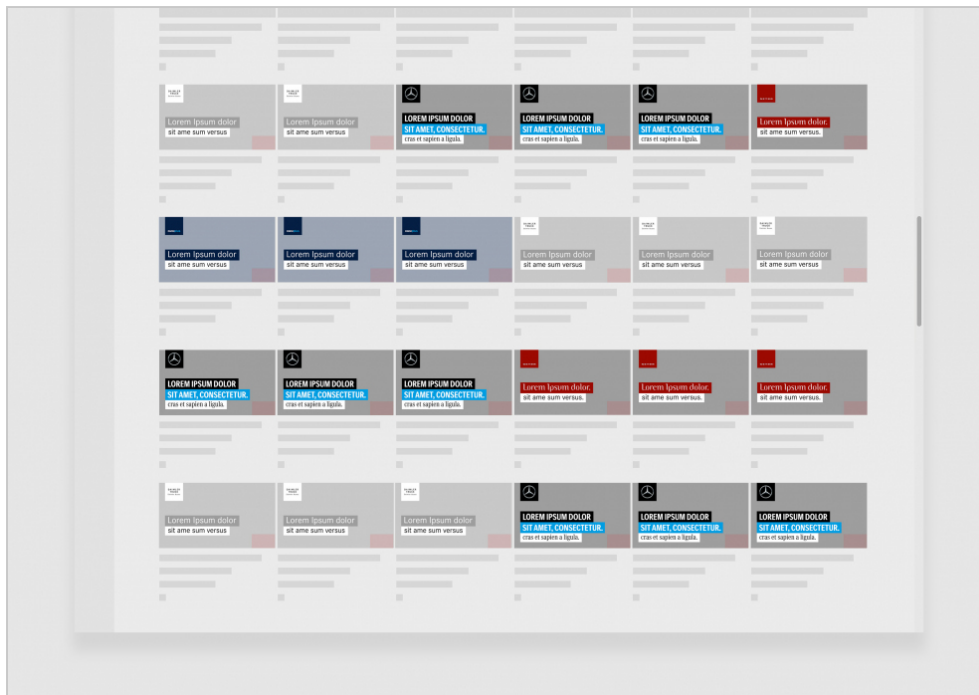 Lorem Ipsum dolor
sit ame sum versus
Lorem Ipsum dolor
sit ame sum versus
LOREM IPSUM DOLOR
SIT AMET, CONSECTETUR.
cras et sapien a ligula.
LOREM IPSUM DOLOR
SIT AMET, CONSECTETUR.
cras et sapien a ligula.
LOREM IPSUM DOLOR
SIT AMET, CONSECTETUR.
cras et sapien a ligula.
Lorem Ipsum dolor.
sit ame sum versus.
Lorem Ipsum dolor
sit ame sum versus
Lorem Ipsum dolor
sit ame sum versus
Lorem Ipsum dolor
sit ame sum versus
Lorem Ipsum dolor
sit ame sum versus
Lorem Ipsum dolor
sit ame sum versus
Lorem Ipsum dolor
sit ame sum versus
LOREM IPSUM DOLOR
SIT AMET, CONSECTETUR.
cras et sapien a ligula.
LOREM IPSUM DOLOR
SIT AMET, CONSECTETUR.
cras et sapien a ligula.
LOREM IPSUM DOLOR
SIT AMET, CONSECTETUR.
cras et sapien a ligula.
Lorem Ipsum dolor.
sit ame sum versus.
Lorem Ipsum dolor.
sit ame sum versus.
Lorem Ipsum dolor.
sit ame sum versus.
Lorem Ipsum dolor
sit ame sum versus
Lorem Ipsum dolor
sit ame sum versus
Lorem Ipsum dolor
sit ame sum versus
LOREM IPSUM DOLOR
SIT AMET, CONSECTETUR.
cras et sapien a ligula.
LOREM IPSUM DOLOR
SIT AMET, CONSECTETUR.
cras et sapien a ligula.
LOREM IPSUM DOLOR
SIT AMET, CONSECTETUR.
cras et sapien a ligula.